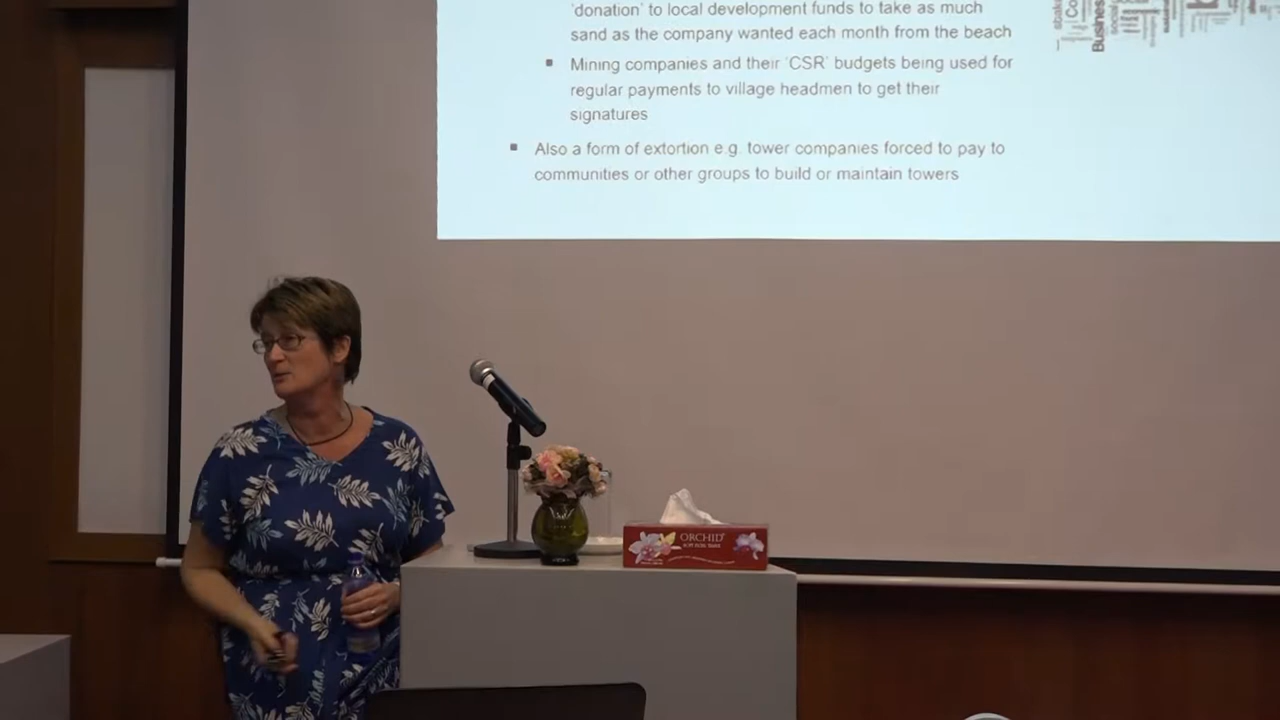 'donation' to local development funds to take as much
sand as the company wanted each month from the beach
▪ Mining companies and their 'CSR' budgets being used for
regular payments to village headmen to get their
signatures
▪ Also a form of extortion e.g. tower companies forced to pay to
communities or other groups to build or maintain towers
Business
ORCHID